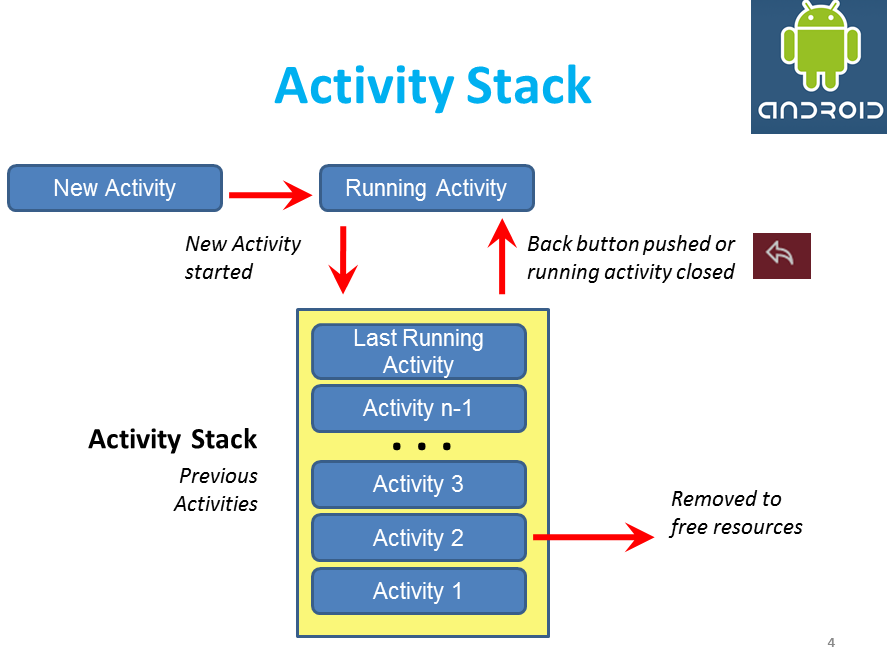 Activity Stack
ANDROID
New Activity
Running Activity
New Activity
started
Back button pushed or
running activity closed
Last Running
Activity
Activity n-1
. . .
Activity Stack
Previous
Activities
Activity 3
Activity 2
Activity 1
Removed to
free resources
4